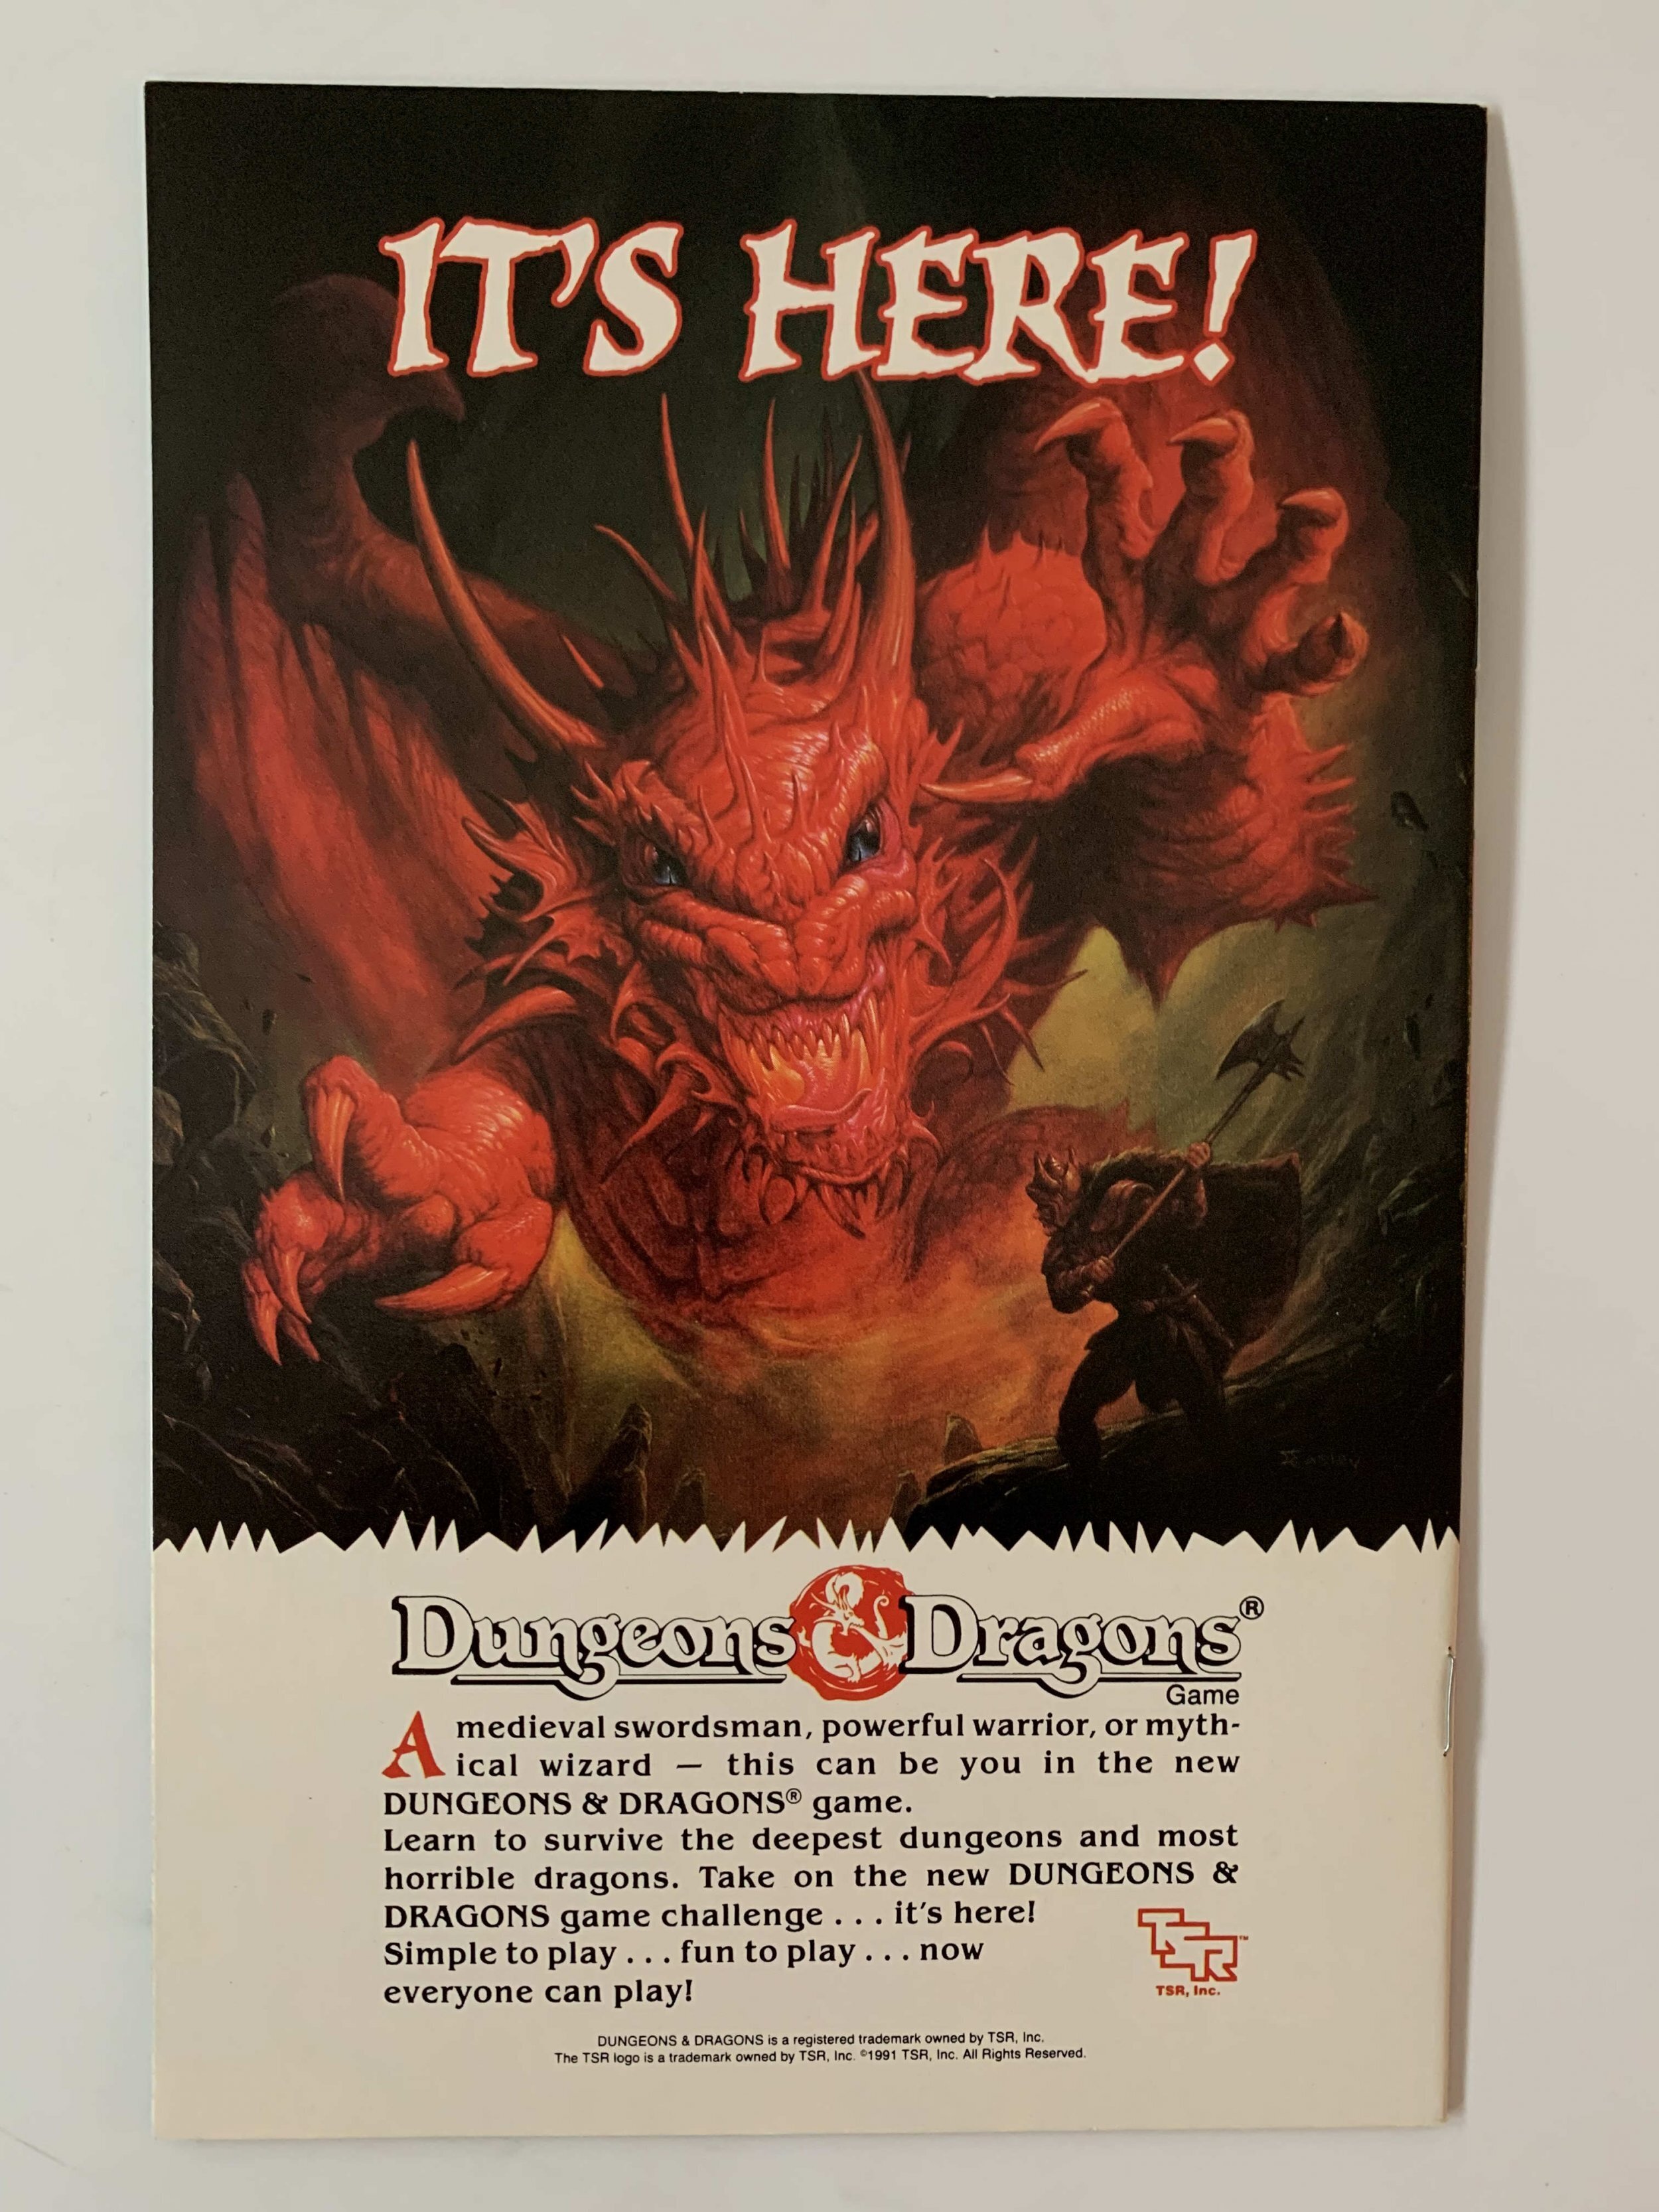 IT'S HERE!
Easley
Dungeons & Dragons®
Game
A medieval swordsman, powerful warrior, or myth-
ical wizard — this can be you in the new
DUNGEONS & DRAGONS® game.
Learn to survive the deepest dungeons and most
horrible dragons. Take on the new DUNGEONS &
DRAGONS game challenge . . . it's here!
Simple to play . . . fun to play . . . now
everyone can play!
TSR™
TSR, Inc.
DUNGEONS & DRAGONS is a registered trademark owned by TSR, Inc.
The TSR logo is a trademark owned by TSR, Inc. ©1991 TSR, Inc. All Rights Reserved.